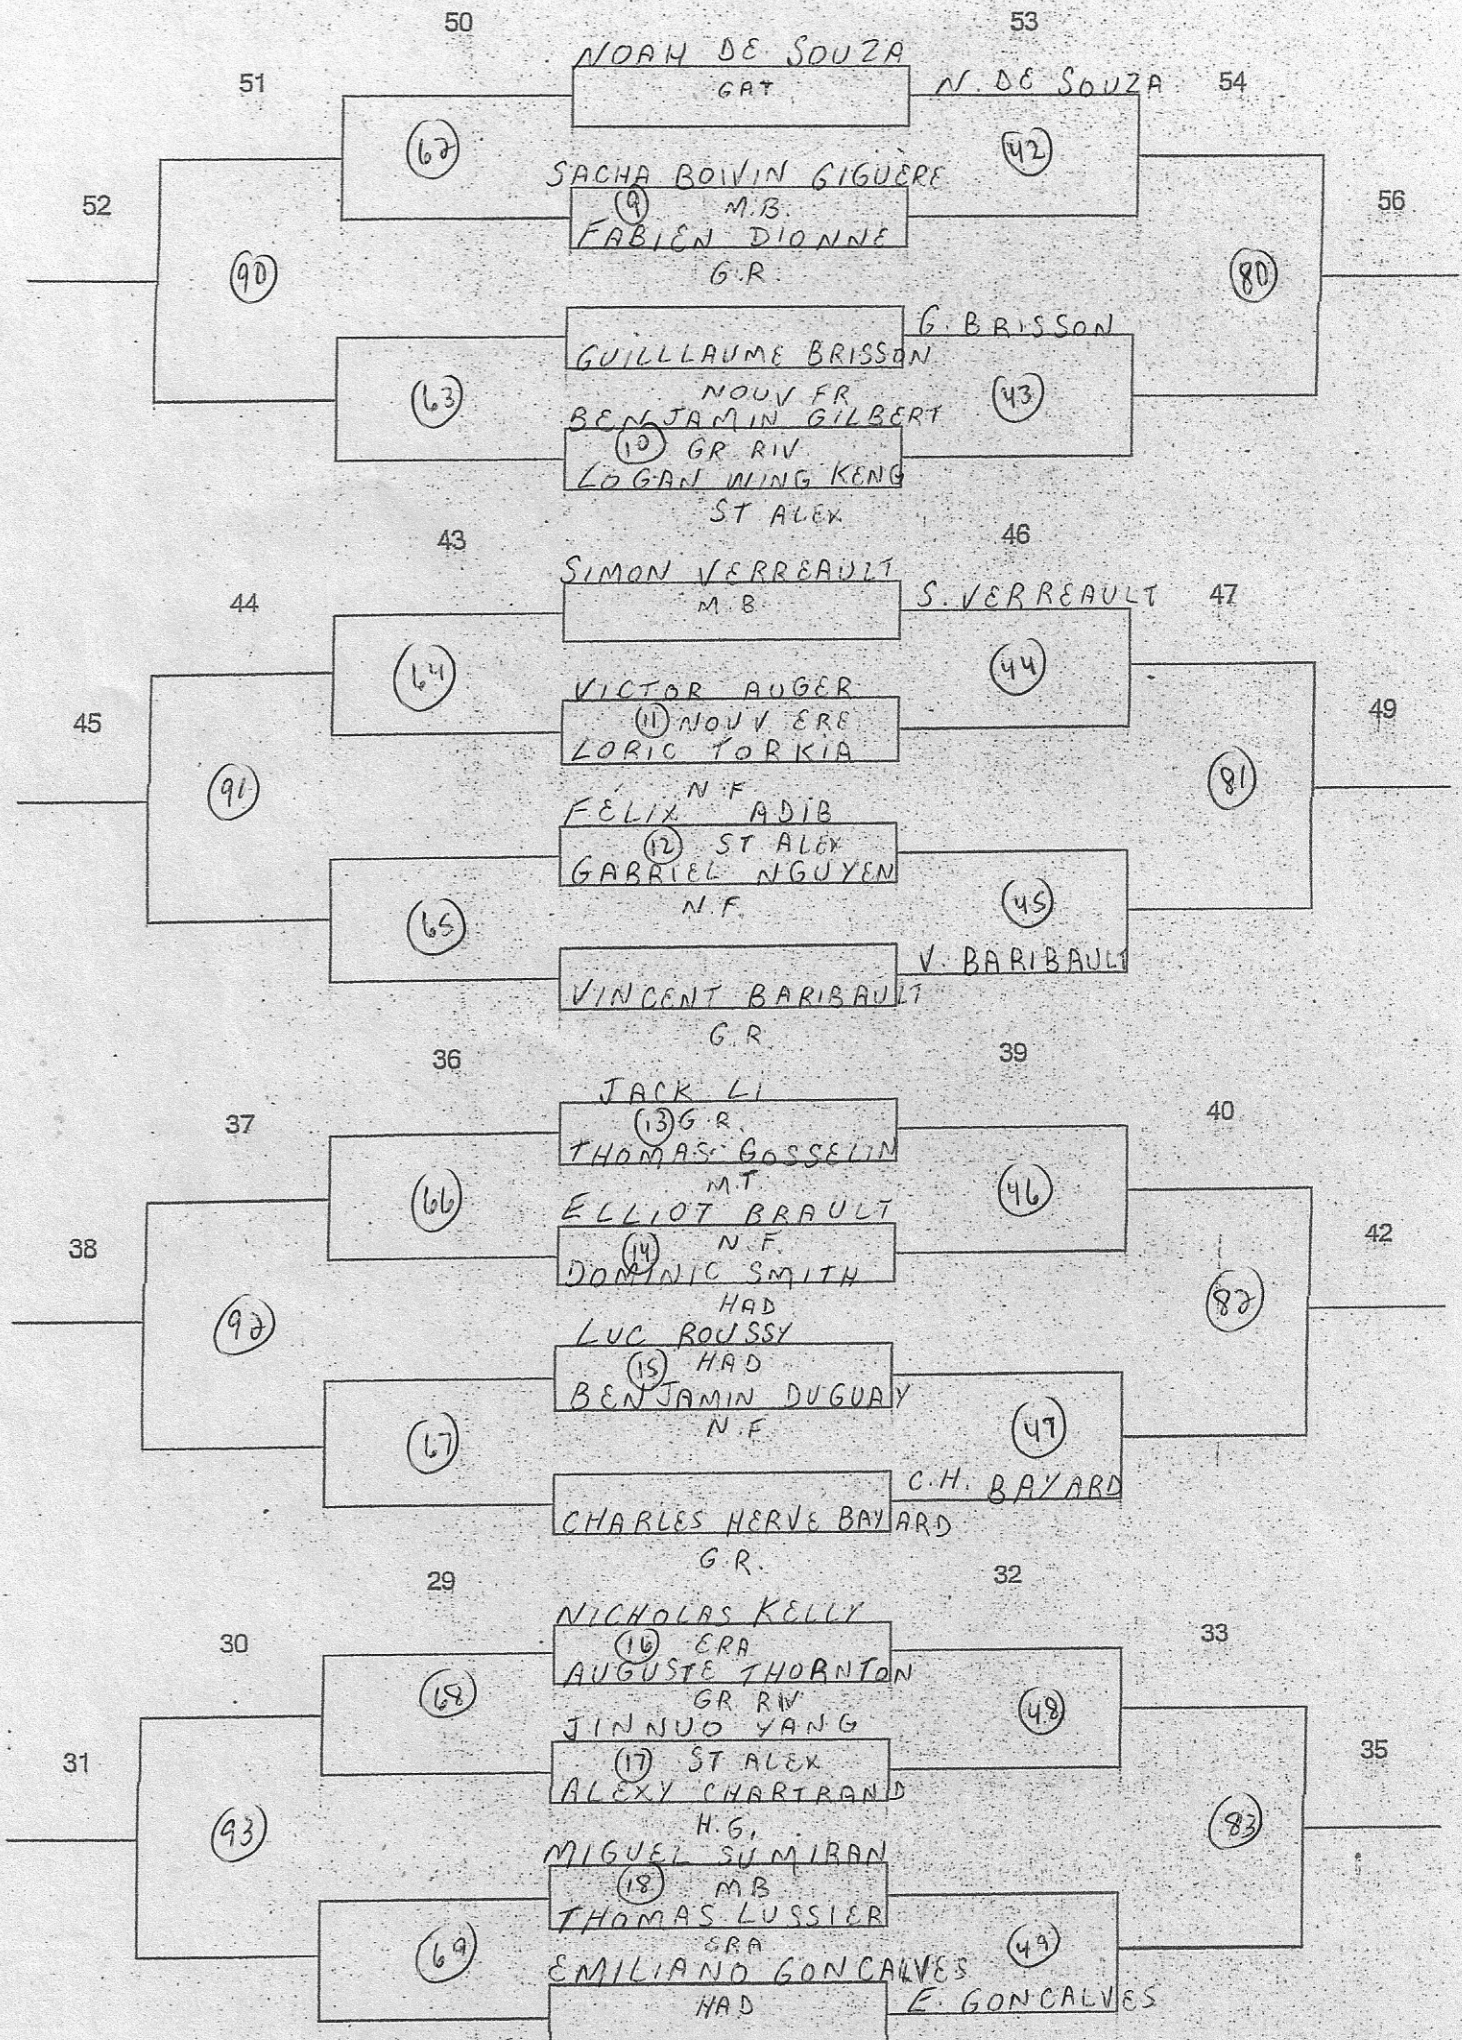 50
53
NOAH DE SOUZA
51
GAT
N. DE SOUZA
54
62
42
SACHA BOIVIN GIGUÈRE
52
9 M.B.
56
FABIEN DIONNE
90
G.R.
80
G. BRISSON
GUILLLAUME BRISSON
63
NOUV FR
43
BENJAMIN GILBERT
10 GR RIV
LOGAN WING KENG
ST ALEX
43
46
SIMON VERREAULT
44
M.B.
S. VERREAULT
47
64
44
VICTOR AUGER
45
11 NOUV ERE
49
LORIC TORKIA
91
N.F
81
FÉLIX ADIB
12 ST ALEX
GABRIEL NGUYEN
N.F.
65
45
V. BARIBAULT
VINCENT BARIBAULT
G.R.
36
39
JACK LI
37
13 G.R.
40
THOMAS GOSSELIN
M.T.
66
46
ELLIOT BRAULT
38
14 N.F.
42
DOMINIC SMITH
HAD
92
82
LUC ROUSSY
15 HAD
BENJAMIN DUGUAY
N.F
67
47
C.H. BAYARD
CHARLES HERVE BAYARD
G.R.
29
32
NICHOLAS KELLY
30
16 ERA
33
AUGUSTE THORNTON
68
GR RIV
48
JINNUO YANG
31
17 ST ALEX
35
ALEXY CHARTRAND
93
H.G.
83
MIGUEL SUMIRAN
18 MB
THOMAS LUSSIER
69
ERA
49
EMILIANO GONCALVES
HAD
E. GONCALVES